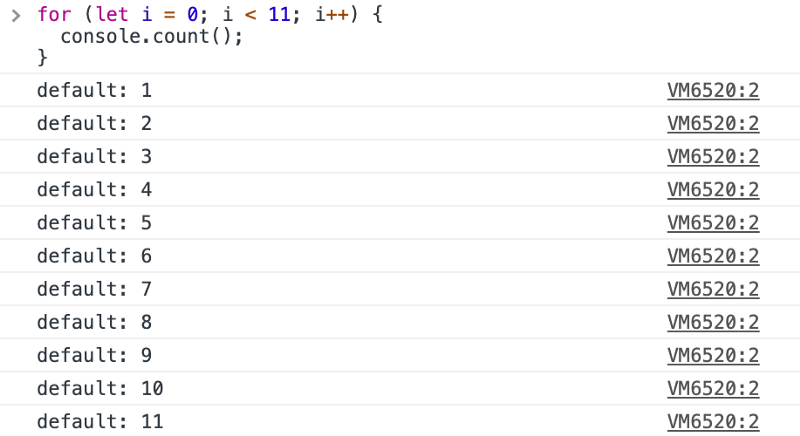 > for (let i = 0; i < 11; i++) {
    console.count();
  }
default: 1 VM6520:2
default: 2 VM6520:2
default: 3 VM6520:2
default: 4 VM6520:2
default: 5 VM6520:2
default: 6 VM6520:2
default: 7 VM6520:2
default: 8 VM6520:2
default: 9 VM6520:2
default: 10 VM6520:2
default: 11 VM6520:2